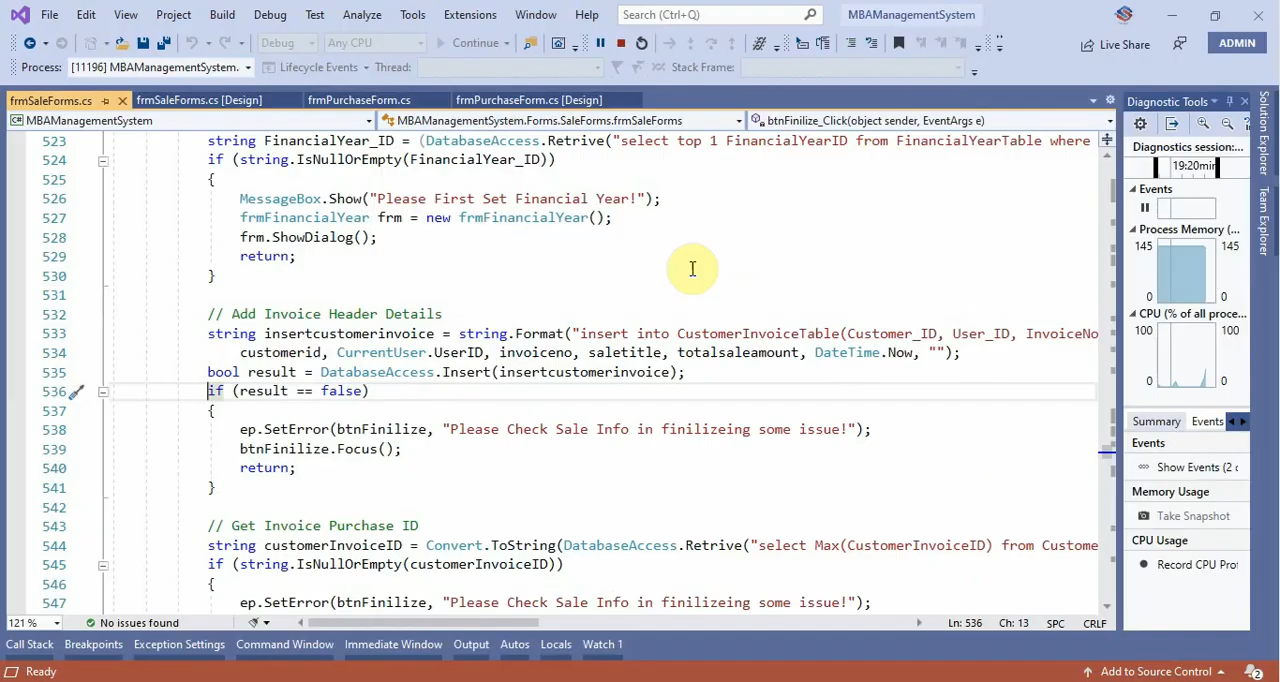 File Edit View Project Build Debug Test Analyze Tools Extensions Window Help Search (Ctrl+Q) MBAManagementSystem
Debug Any CPU Continue Live Share ADMIN
Process: [11196] MBAManagementSystem. Lifecycle Events Thread: Stack Frame:
frmSaleForms.cs frmSaleForms.cs [Design] frmPurchaseForm.cs frmPurchaseForm.cs [Design]
MBAManagementSystem MBAManagementSystem.Forms.SaleForms.frmSaleForms btnFinilize_Click(object sender, EventArgs e)
523 string FinancialYear_ID = (DatabaseAccess.Retrive("select top 1 FinancialYearID from FinancialYearTable where
524 if (string.IsNullOrEmpty(FinancialYear_ID))
525 {
526 MessageBox.Show("Please First Set Financial Year!");
527 frmFinancialYear frm = new frmFinancialYear();
528 frm.ShowDialog();
529 return;
530 }
531
532 // Add Invoice Header Details
533 string insertcustomerinvoice = string.Format("insert into CustomerInvoiceTable(Customer_ID, User_ID, InvoiceNo
534 customerid, CurrentUser.UserID, invoiceno, saletitle, totalsaleamount, DateTime.Now, "");
535 bool result = DatabaseAccess.Insert(insertcustomerinvoice);
536 if (result == false)
537 {
538 ep.SetError(btnFinilize, "Please Check Sale Info in finilizeing some issue!");
539 btnFinilize.Focus();
540 return;
541 }
542
543 // Get Invoice Purchase ID
544 string customerInvoiceID = Convert.ToString(DatabaseAccess.Retrive("select Max(CustomerInvoiceID) from Custome
545 if (string.IsNullOrEmpty(customerInvoiceID))
546 {
547 ep.SetError(btnFinilize, "Please Check Sale Info in finilizeing some issue!");
121 % No issues found Ln: 536 Ch: 13 SPC CRLF
Call Stack Breakpoints Exception Settings Command Window Immediate Window Output Autos Locals Watch 1
Ready Add to Source Control 2
Diagnostic Tools
Diagnostics session:...
19:20min
Events
Process Memory (...
145 145
0 0
CPU (% of all proce...
100 100
0 0
Summary Events
Events
Show Events (2 c
Memory Usage
Take Snapshot
CPU Usage
Record CPU Prof
Solution Explorer
Team Explorer